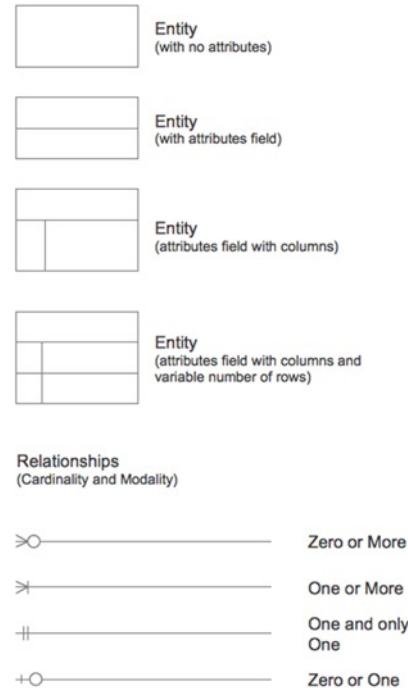 Entity
(with no attributes)
Entity
(with attributes field)
Entity
(attributes field with columns)
Entity
(attributes field with columns and
variable number of rows)
Relationships
(Cardinality and Modality)
Zero or More
One or More
One and only
One
Zero or One